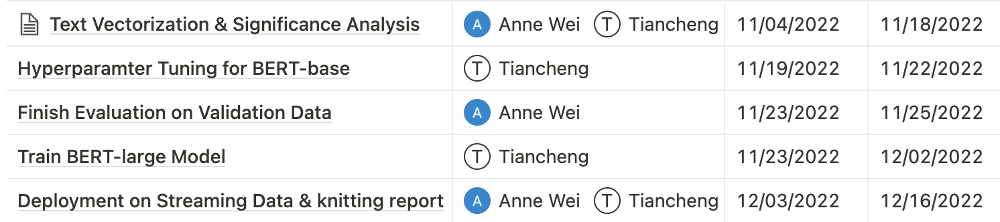 Text Vectorization & Significance Analysis A Anne Wei T Tiancheng 11/04/2022 11/18/2022
Hyperparamter Tuning for BERT-base T Tiancheng 11/19/2022 11/22/2022
Finish Evaluation on Validation Data A Anne Wei 11/23/2022 11/25/2022
Train BERT-large Model T Tiancheng 11/23/2022 12/02/2022
Deployment on Streaming Data & knitting report A Anne Wei T Tiancheng 12/03/2022 12/16/2022